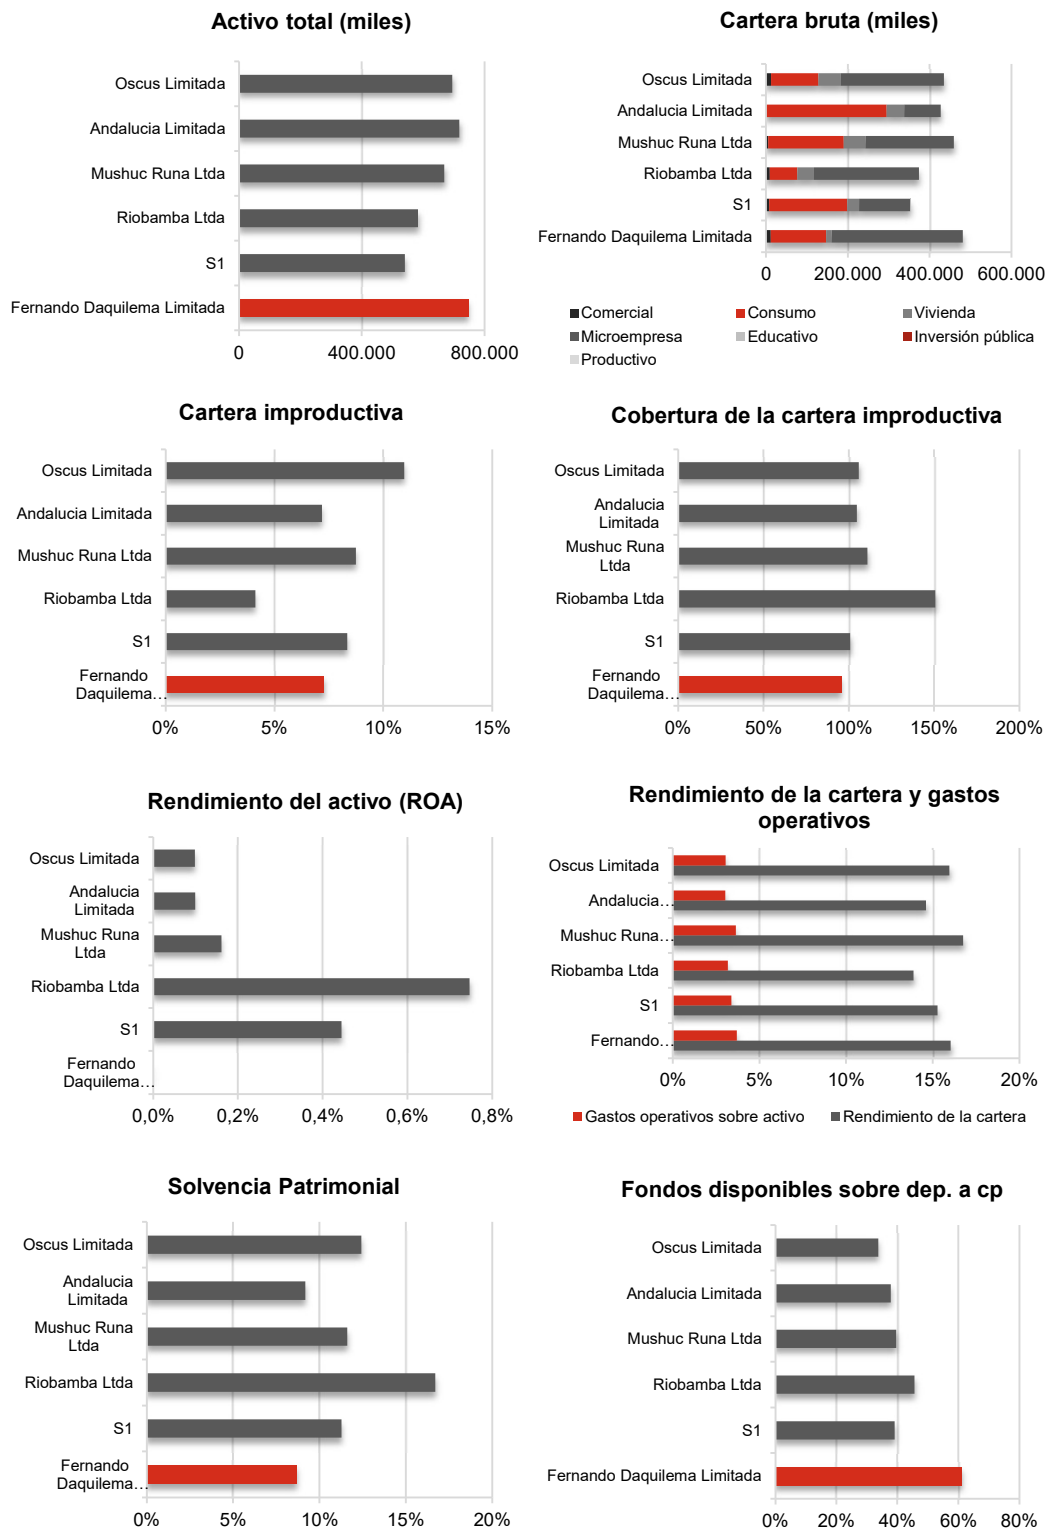 Activo total (miles)
Oscus Limitada
Andalucia Limitada
Mushuc Runa Ltda
Riobamba Ltda
S1
Fernando Daquilema Limitada
0
400.000
800.000
Cartera bruta (miles)
Oscus Limitada
Andalucia Limitada
Mushuc Runa Ltda
Riobamba Ltda
S1
Fernando Daquilema Limitada
0
200.000
400.000
600.000
Comercial
Consumo
Vivienda
Microempresa
Educativo
Inversión pública
Productivo
Cartera improductiva
Oscus Limitada
Andalucia Limitada
Mushuc Runa Ltda
Riobamba Ltda
S1
Fernando
Daquilema…
0%
5%
10%
15%
Cobertura de la cartera improductiva
Oscus Limitada
Andalucia
Limitada
Mushuc Runa
Ltda
Riobamba Ltda
S1
Fernando
Daquilema…
0%
50%
100%
150%
200%
Rendimiento del activo (ROA)
Oscus Limitada
Andalucia
Limitada
Mushuc Runa
Ltda
Riobamba Ltda
S1
Fernando
Daquilema…
0,0%
0,2%
0,4%
0,6%
0,8%
Rendimiento de la cartera y gastos
operativos
Oscus Limitada
Andalucia…
Mushuc Runa…
Riobamba Ltda
S1
Fernando…
0%
5%
10%
15%
20%
Gastos operativos sobre activo
Rendimiento de la cartera
Solvencia Patrimonial
Oscus Limitada
Andalucia
Limitada
Mushuc Runa
Ltda
Riobamba Ltda
S1
Fernando
Daquilema…
0%
5%
10%
15%
20%
Fondos disponibles sobre dep. a cp
Oscus Limitada
Andalucia Limitada
Mushuc Runa Ltda
Riobamba Ltda
S1
Fernando Daquilema Limitada
0%
20%
40%
60%
80%